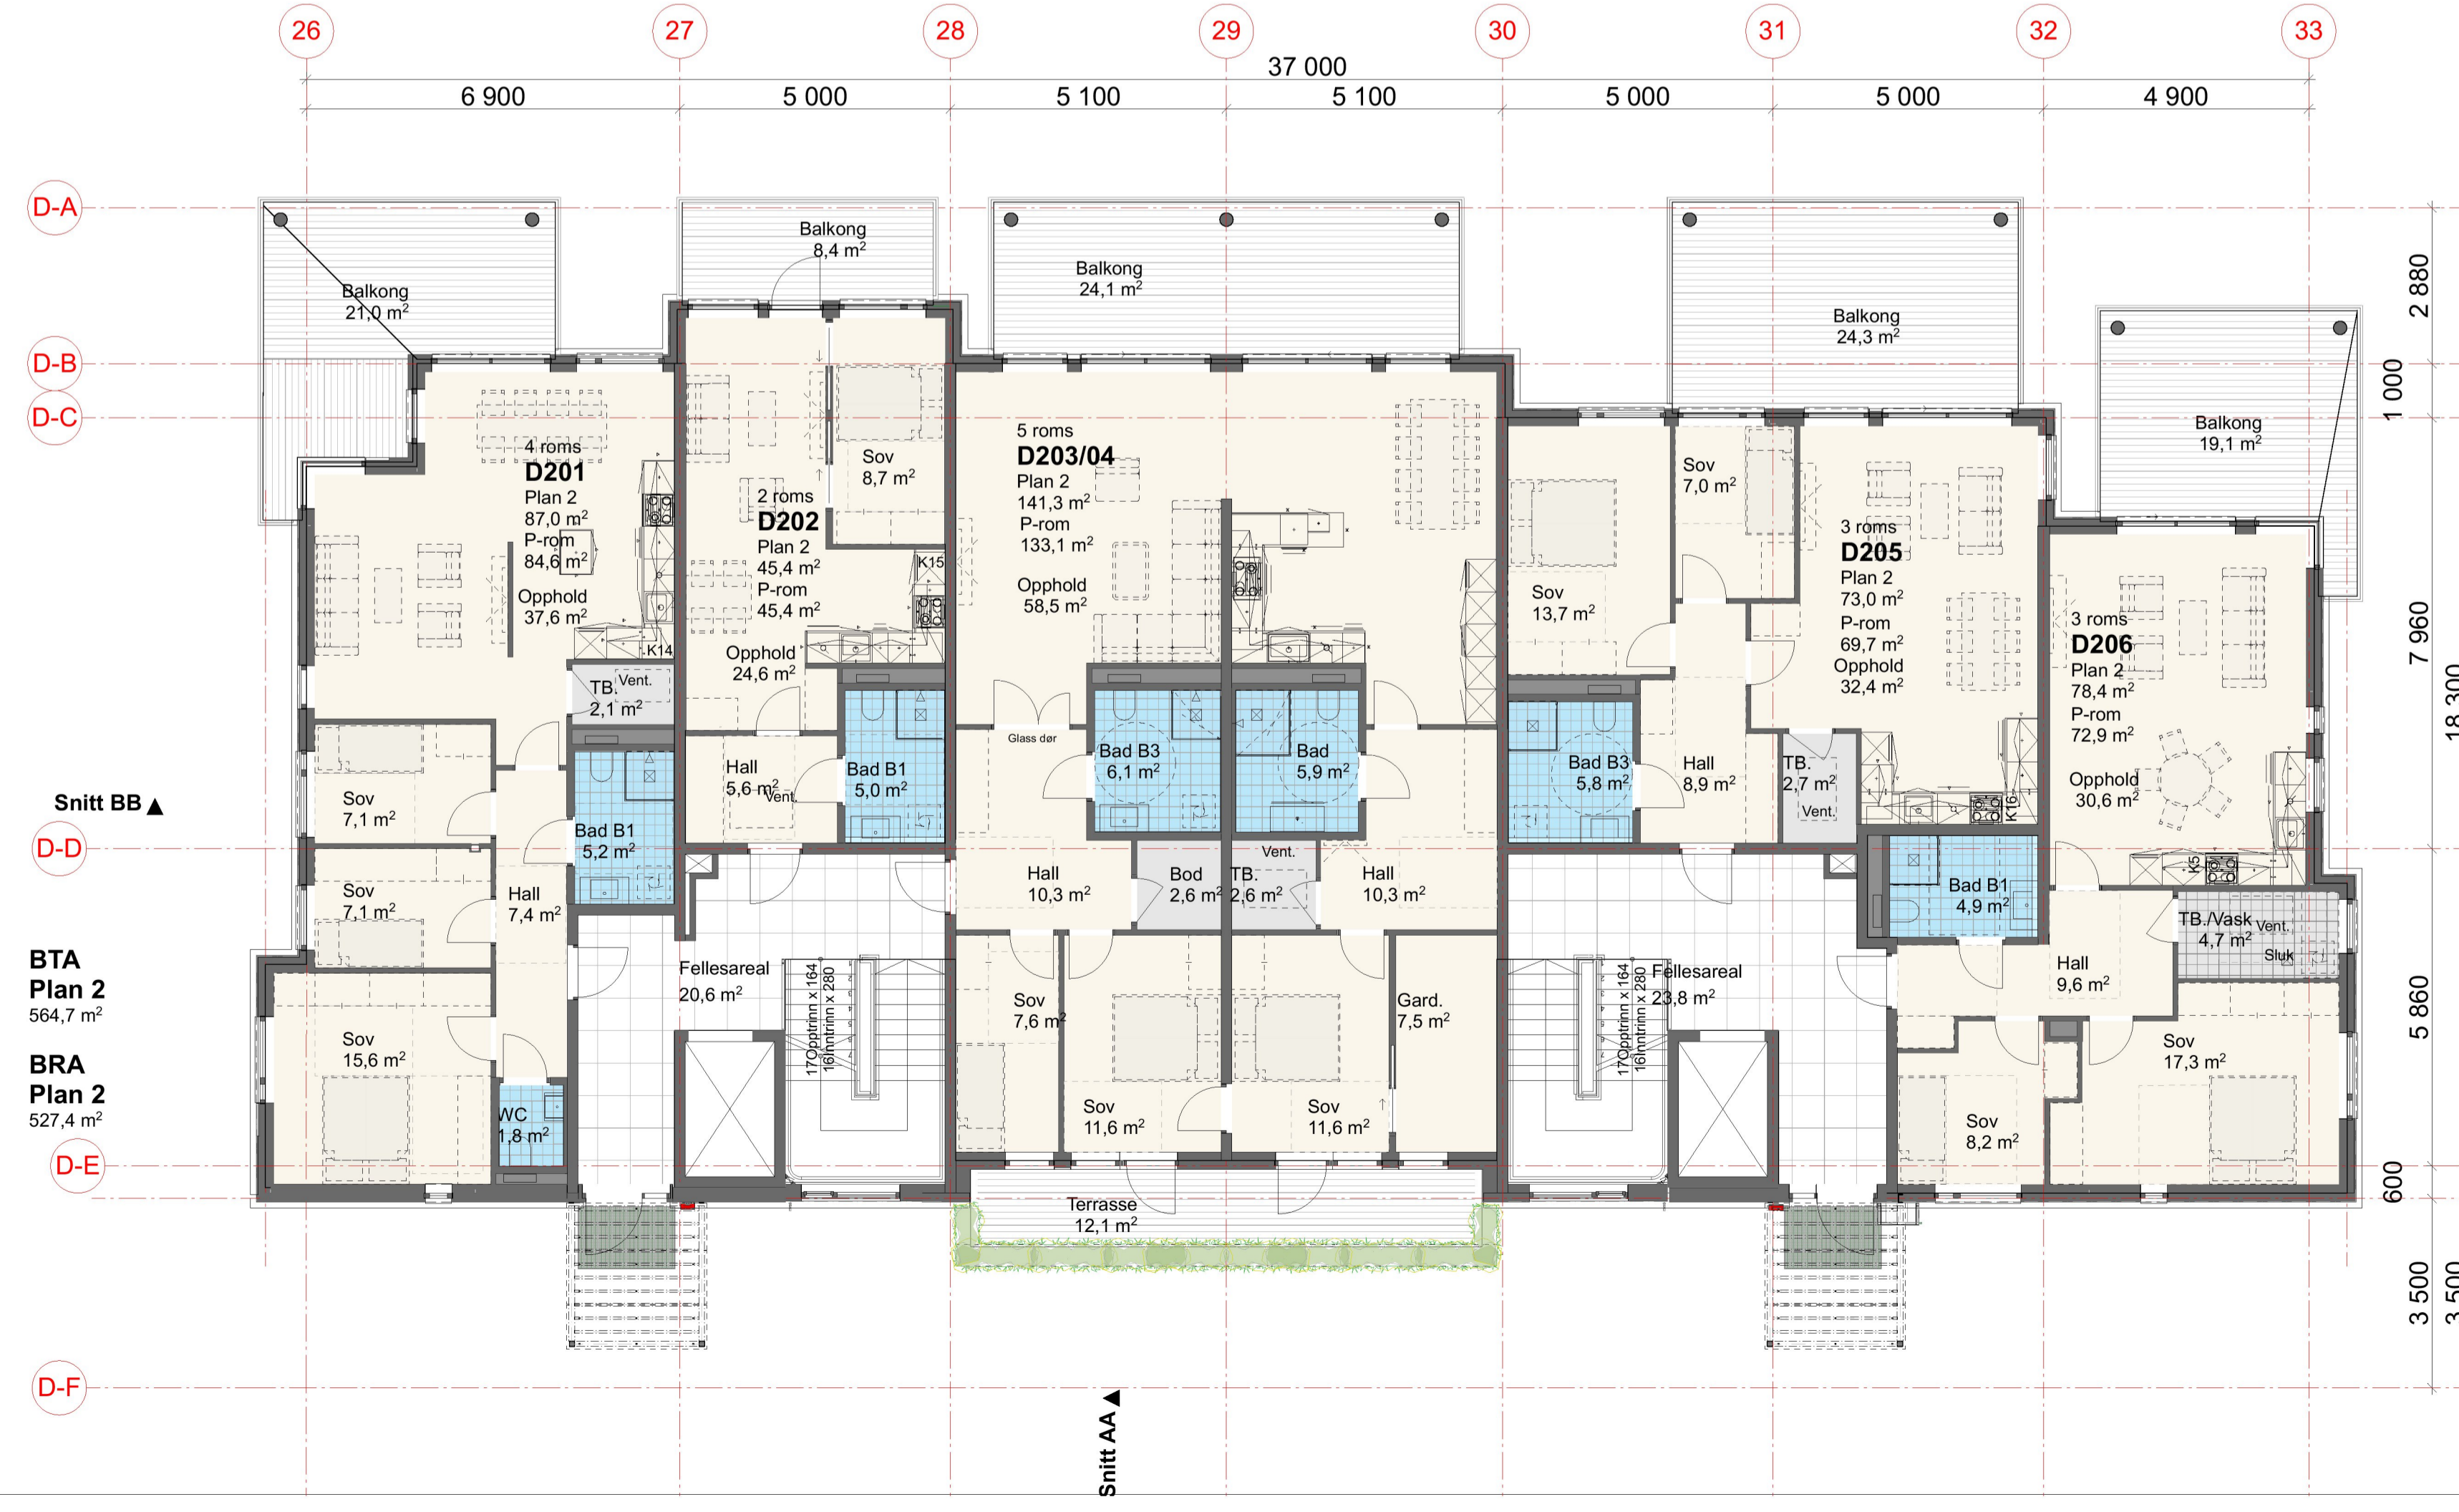 26
27
28
29
30
31
32
33
37 000
6 900
5 000
5 100
5 100
5 000
5 000
4 900
D-A
D-B
D-C
D-D
D-E
D-F
2 880
1 000
7 960
18 300
5 860
600
3 500
3 500
Snitt BB
Snitt AA
BTA
Plan 2
564,7 m²
BRA
Plan 2
527,4 m²
Balkong
21,0 m²
4 roms
D201
Plan 2
87,0 m²
P-rom
84,6 m²
Opphold
37,6 m²
K14
TB.
Vent.
2,1 m²
Sov
7,1 m²
Sov
7,1 m²
Bad B1
5,2 m²
Hall
7,4 m²
Sov
15,6 m²
WC
1,8 m²
Balkong
8,4 m²
Sov
8,7 m²
2 roms
D202
Plan 2
45,4 m²
P-rom
45,4 m²
K15
Opphold
24,6 m²
Hall
5,6 m²
Vent.
Bad B1
5,0 m²
Fellesareal
20,6 m²
17Opptrinn x 164
16Inntrinn x 280
Balkong
24,1 m²
5 roms
D203/04
Plan 2
141,3 m²
P-rom
133,1 m²
Opphold
58,5 m²
Glass dør
Bad B3
6,1 m²
Bad
5,9 m²
Hall
10,3 m²
Bod
2,6 m²
Vent.
TB.
2,6 m²
Hall
10,3 m²
Sov
7,6 m²
Sov
11,6 m²
Sov
11,6 m²
Gard.
7,5 m²
Terrasse
12,1 m²
Balkong
24,3 m²
Sov
7,0 m²
Sov
13,7 m²
3 roms
D205
Plan 2
73,0 m²
P-rom
69,7 m²
Opphold
32,4 m²
Bad B3
5,8 m²
Hall
8,9 m²
TB.
2,7 m²
Vent.
K16
Fellesareal
23,8 m²
17Opptrinn x 164
16Inntrinn x 280
Balkong
19,1 m²
3 roms
D206
Plan 2
78,4 m²
P-rom
72,9 m²
Opphold
30,6 m²
K5
Bad B1
4,9 m²
TB./Vask
4,7 m²
Vent.
Sluk
Hall
9,6 m²
Sov
17,3 m²
Sov
8,2 m²